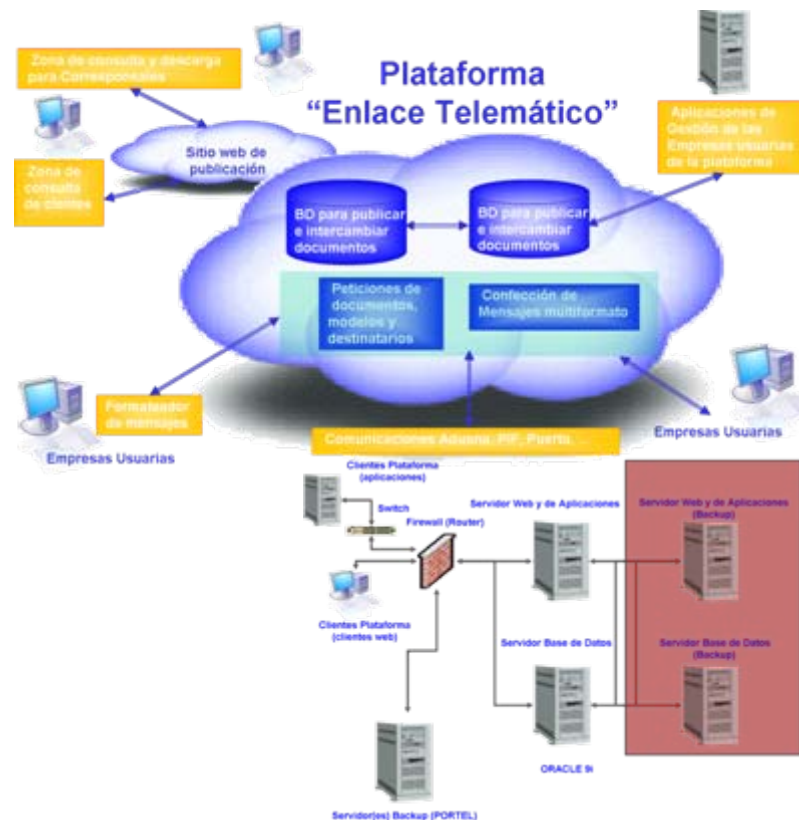 Zona de consulta y descarga
para Corresponsales
Plataforma
“Enlace Telemático”
Aplicaciones de
Gestión de las
Empresas usuarias
de la plataforma
Sitio web de
publicación
Zona de
consulta
de clientes
BD para publicar
e intercambiar
documentos
BD para publicar
e intercambiar
documentos
Peticiones de
documentos,
modelos y
destinatarios
Confección de
Mensajes multiformato
Formateador
de mensajes
Empresas Usuarias
Comunicaciones Aduana, PIF, Puerto, ...
Empresas Usuarias
Clientes Plataforma
(aplicaciones)
Switch
Firewall (Router)
Servidor Web y de Aplicaciones
Servidor Web y de Aplicaciones
(Backup)
Clientes Plataforma
(clientes web)
Servidor Base de Datos
Servidor Base de Datos
(Backup)
ORACLE 9i
Servidor(es) Backup (PORTEL)